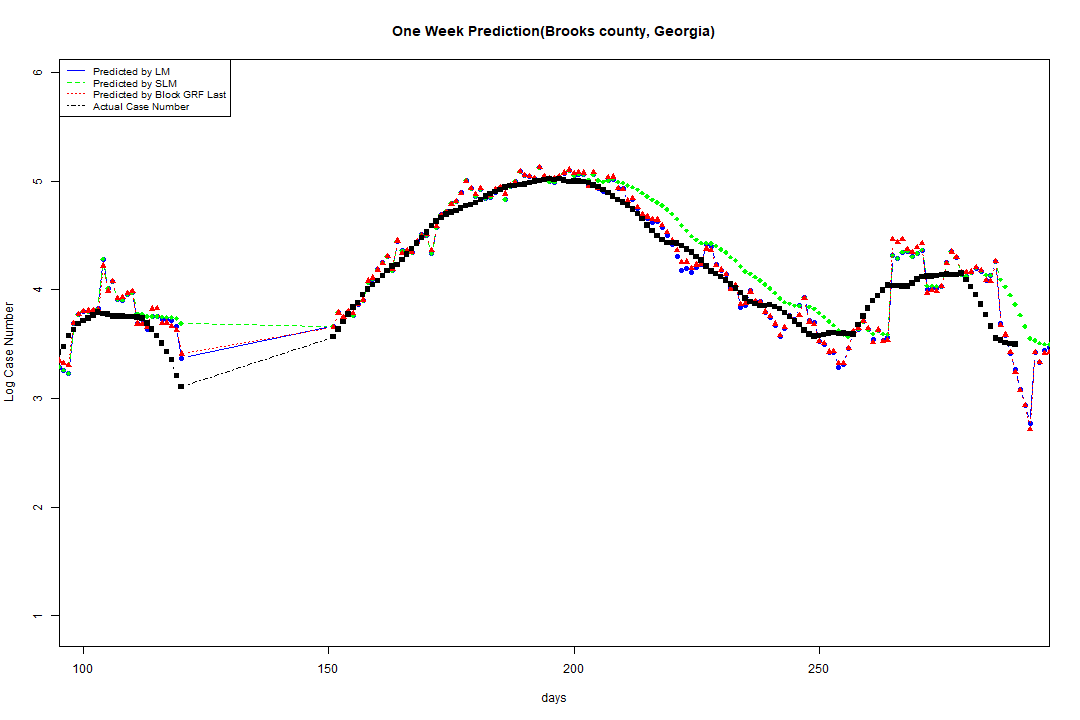 One Week Prediction(Brooks county, Georgia)
Predicted by LM
Predicted by SLM
Predicted by Block GRF Last
Actual Case Number
6
5
4
3
2
1
Log Case Number
100 150 200 250
days